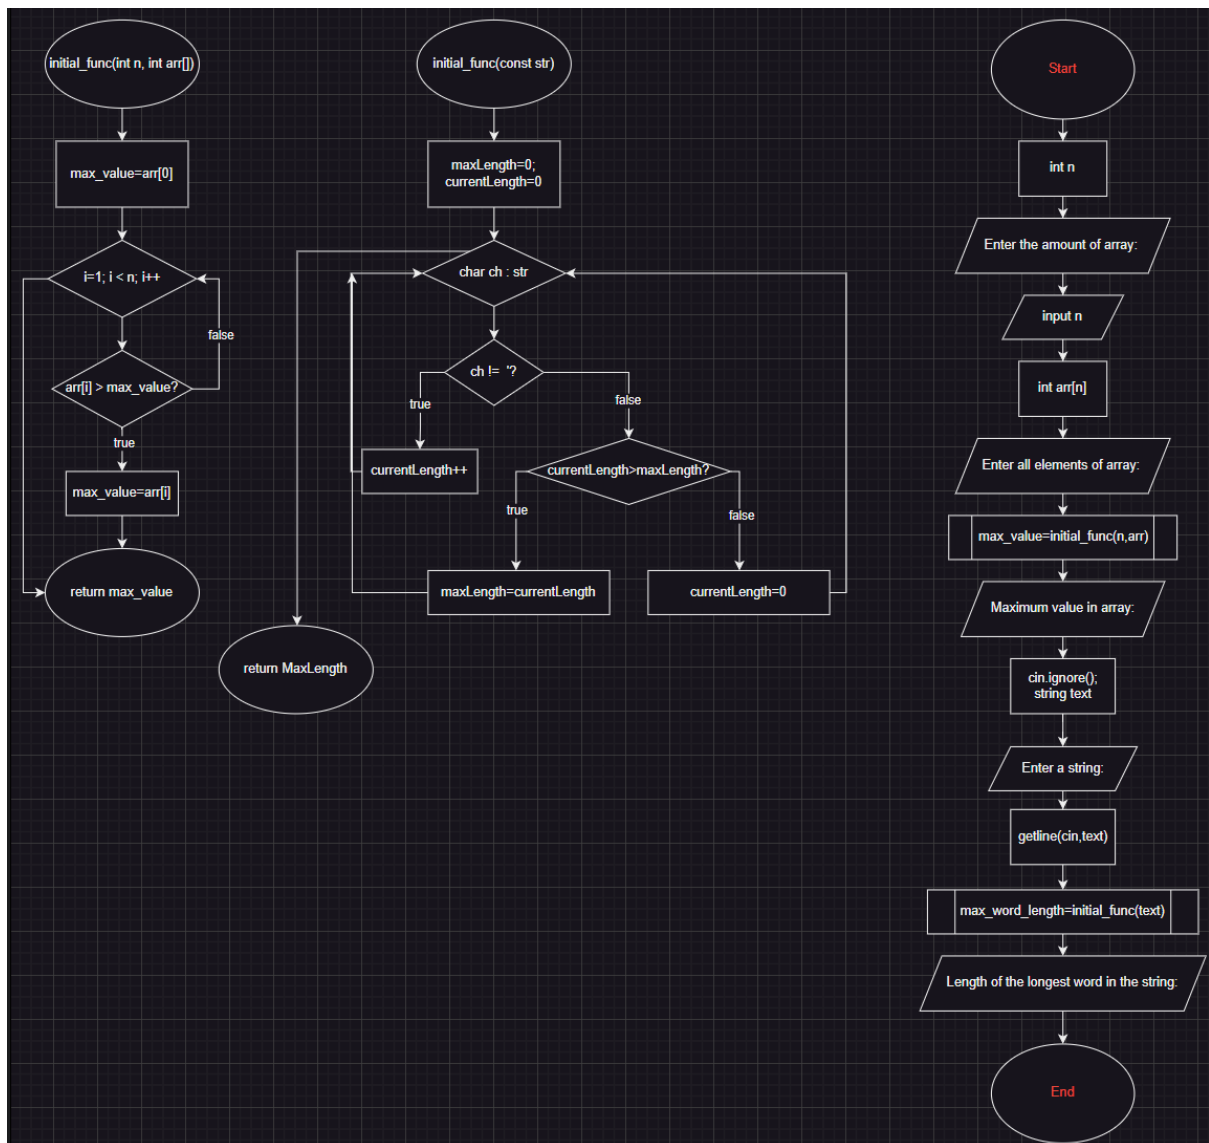 initial_func(int n, int arr[])
max_value=arr[0]
i=1; i < n; i++
false
arr[i] > max_value?
true
max_value=arr[i]
return max_value
initial_func(const str)
maxLength=0;
currentLength=0
char ch : str
ch != '?
true
false
currentLength++
currentLength>maxLength?
true
false
maxLength=currentLength
currentLength=0
return MaxLength
Start
int n
Enter the amount of array:
input n
int arr[n]
Enter all elements of array:
max_value=initial_func(n,arr)
Maximum value in array:
cin.ignore();
string text
Enter a string:
getline(cin,text)
max_word_length=initial_func(text)
Length of the longest word in the string:
End